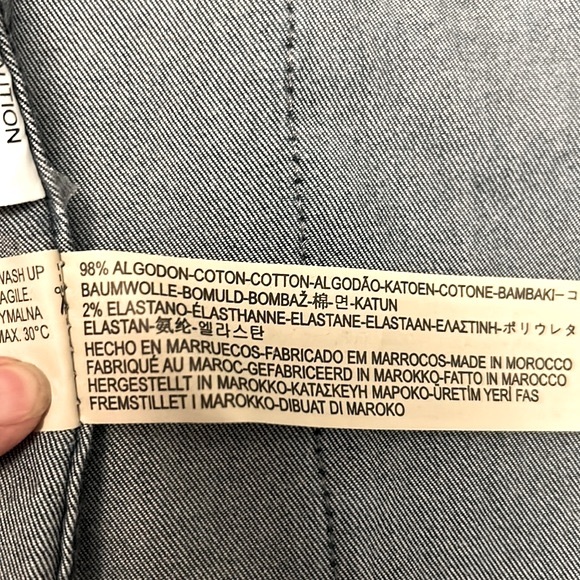 UTION
WASH UP
AGILE.
YMALNA
MAX. 30°C
98% ALGODON-COTON-COTTON-ALGODÃO-KATOEN-COTONE-BAMBAKI-コ
BAUMWOLLE-BOMULD-BOMBAŽ-棉-면-KATUN
2% ELASTANO-ÉLASTHANNE-ELASTANE-ELASTAAN-ΕΛΑΣΤΙΝΗ-ポリウレタ
ELASTAN-氨纶-엘라스탄
HECHO EN MARRUECOS-FABRICADO EM MARROCOS-MADE IN MOROCCO
FABRIQUÉ AU MAROC-GEFABRICEERD IN MAROKKO-FATTO IN MAROCCO
HERGESTELLT IN MAROKKO-ΚΑΤΑΣΚΕΥΗ ΜΑΡΟΚΟ-ÜRETİM YERİ FAS
FREMSTILLET I MAROKKO-DIBUAT DI MAROKO